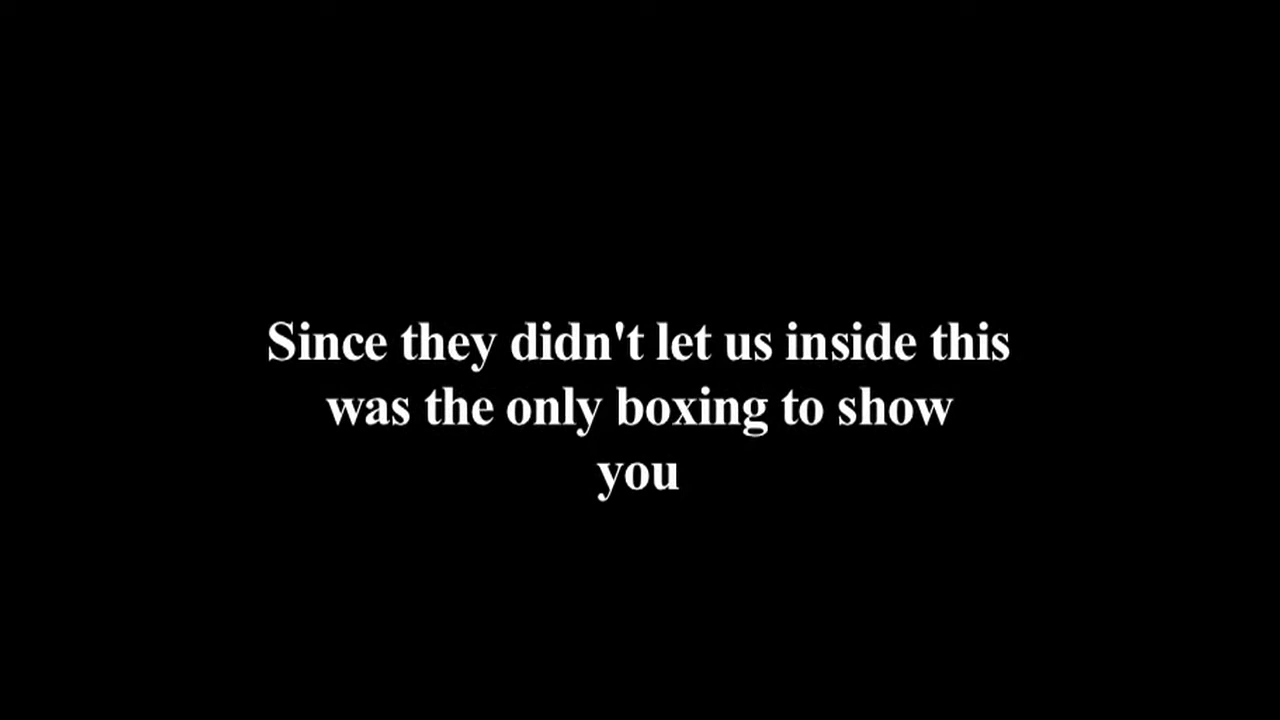 Since they didn't let us inside this
was the only boxing to show
you